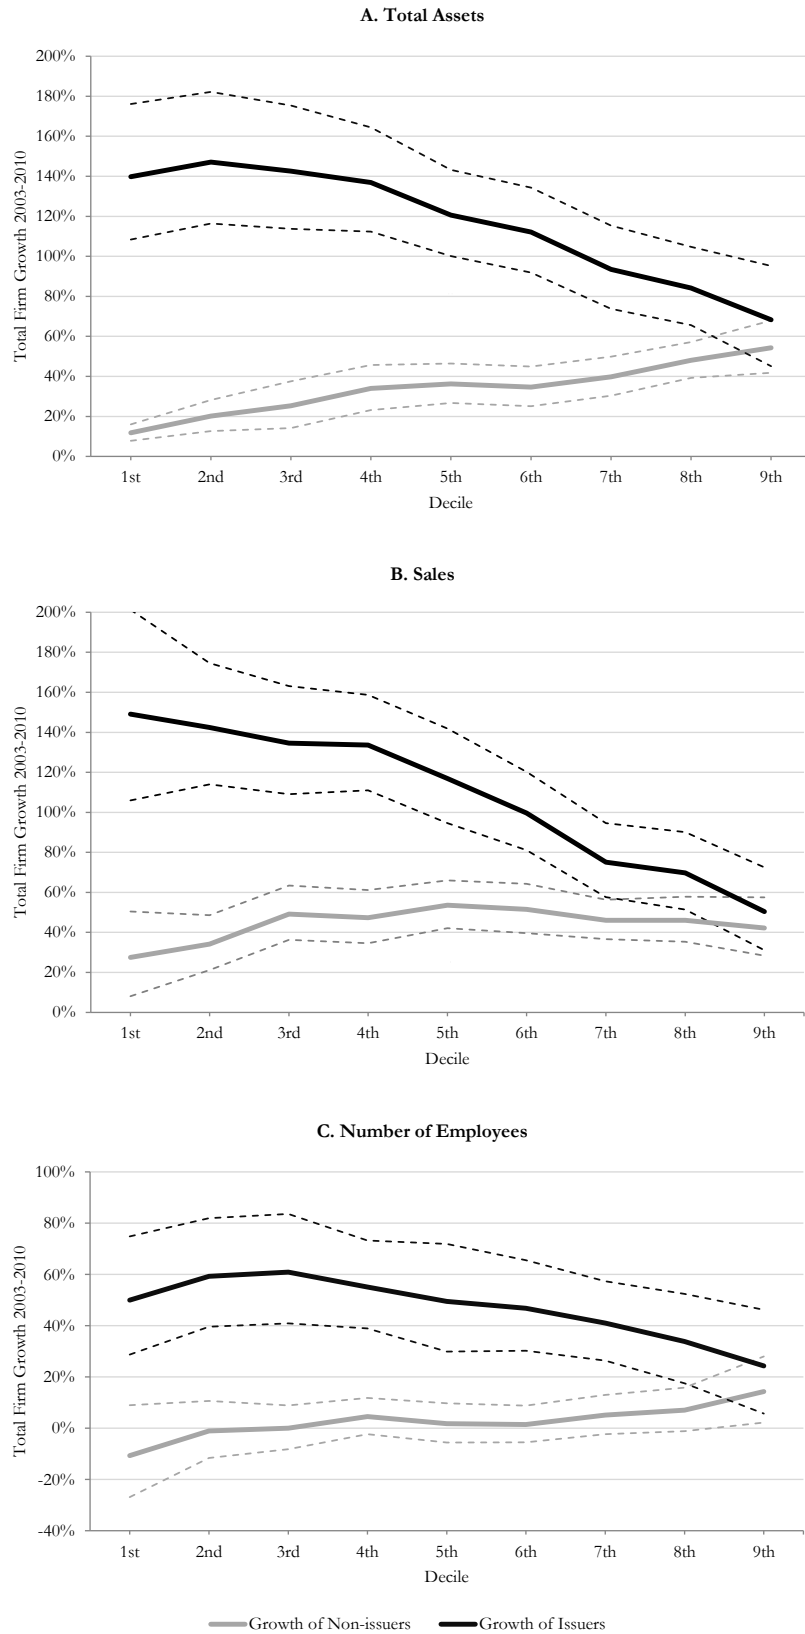 A. Total Assets
200%
180%
160%
140%
120%
100%
80%
60%
40%
20%
0%
Total Firm Growth 2003-2010
1st 2nd 3rd 4th 5th 6th 7th 8th 9th
Decile
B. Sales
200%
180%
160%
140%
120%
100%
80%
60%
40%
20%
0%
Total Firm Growth 2003-2010
1st 2nd 3rd 4th 5th 6th 7th 8th 9th
Decile
C. Number of Employees
100%
80%
60%
40%
20%
0%
-20%
-40%
Total Firm Growth 2003-2010
1st 2nd 3rd 4th 5th 6th 7th 8th 9th
Decile
Growth of Non-issuers Growth of Issuers